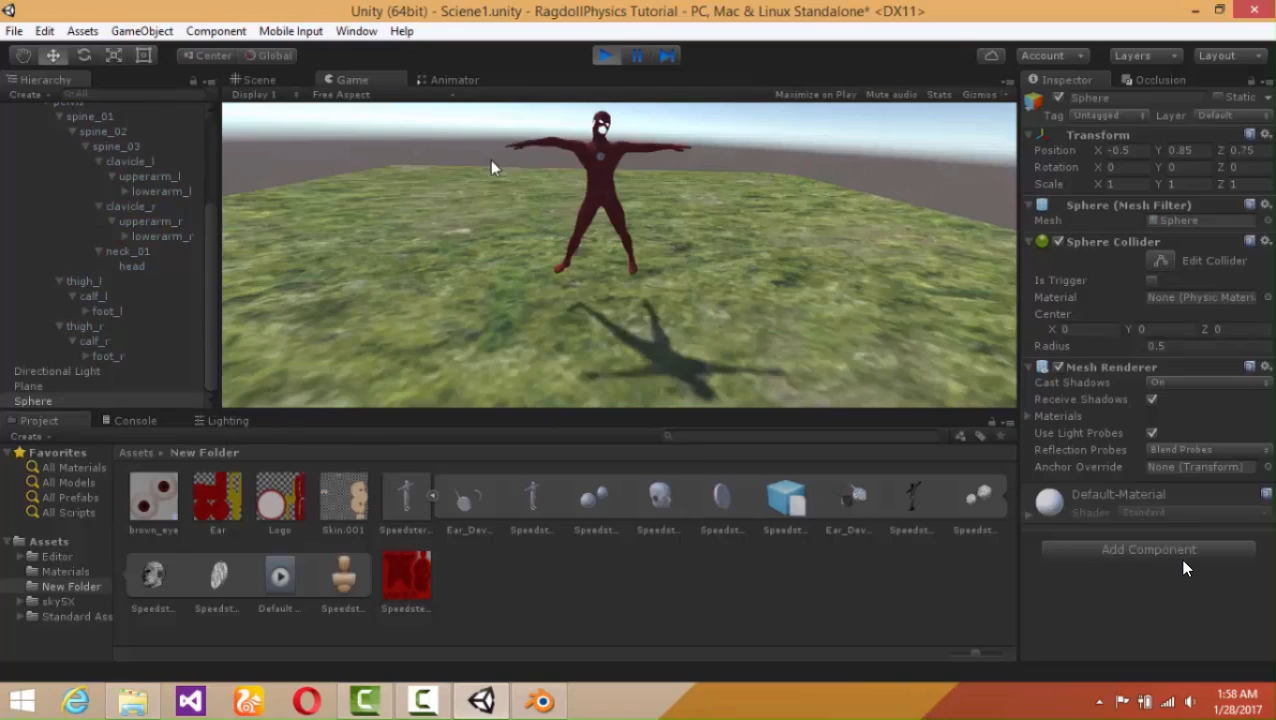 Unity (64bit) - Sciene1.unity - RagdollPhysics Tutorial - PC, Mac & Linux Standalone* <DX11>
File Edit Assets GameObject Component Mobile Input Window Help
Center Global Account Layers Layout
Hierarchy Scene Game Animator Inspector Occlusion
Create All Display 1 Free Aspect Maximize on Play Mute audio Stats Gizmos Sphere Static
Tag Untagged Layer Default
spine_01
spine_02
spine_03
clavicle_l
upperarm_l
lowerarm_l
clavicle_r
upperarm_r
lowerarm_r
neck_01
head
thigh_l
calf_l
foot_l
thigh_r
calf_r
foot_r
Directional Light
Plane
Sphere
Transform
Position X -0.5 Y 0.85 Z 0.75
Rotation X 0 Y 0 Z 0
Scale X 1 Y 1 Z 1
Sphere (Mesh Filter)
Mesh Sphere
Sphere Collider
Edit Collider
Is Trigger
Material None (Physic Materi
Center
X 0 Y 0 Z 0
Radius 0.5
Mesh Renderer
Cast Shadows On
Receive Shadows
Materials
Use Light Probes
Reflection Probes Blend Probes
Anchor Override None (Transform)
Default-Material
Shader Standard
Add Component
Project Console Lighting
Create
Favorites
All Materials
All Models
All Prefabs
All Scripts
Assets
Editor
Materials
New Folder
sky5X
Standard Ass
Assets New Folder
brown_eye Ear Logo Skin.001 Speedster... Ear_Dev... Speedst... Speedst... Speedst... Speedst... Speedst... Ear_Dev... Speedst... Speedst...
Speedst... Speedst... Default ... Speedst... Speedste...
1:58 AM
1/28/2017